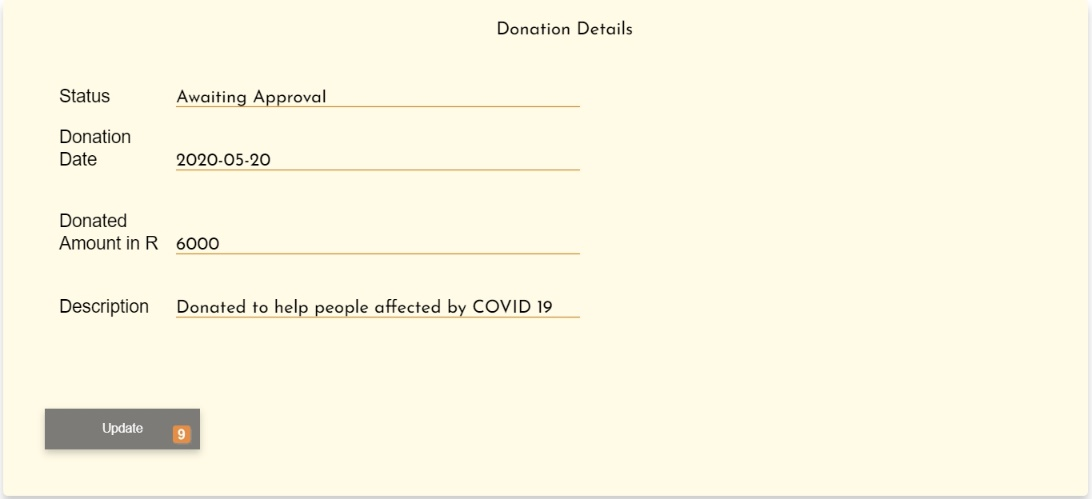 Donation Details
Status Awaiting Approval
Donation
Date 2020-05-20
Donated
Amount in R 6000
Description Donated to help people affected by COVID 19
Update 9